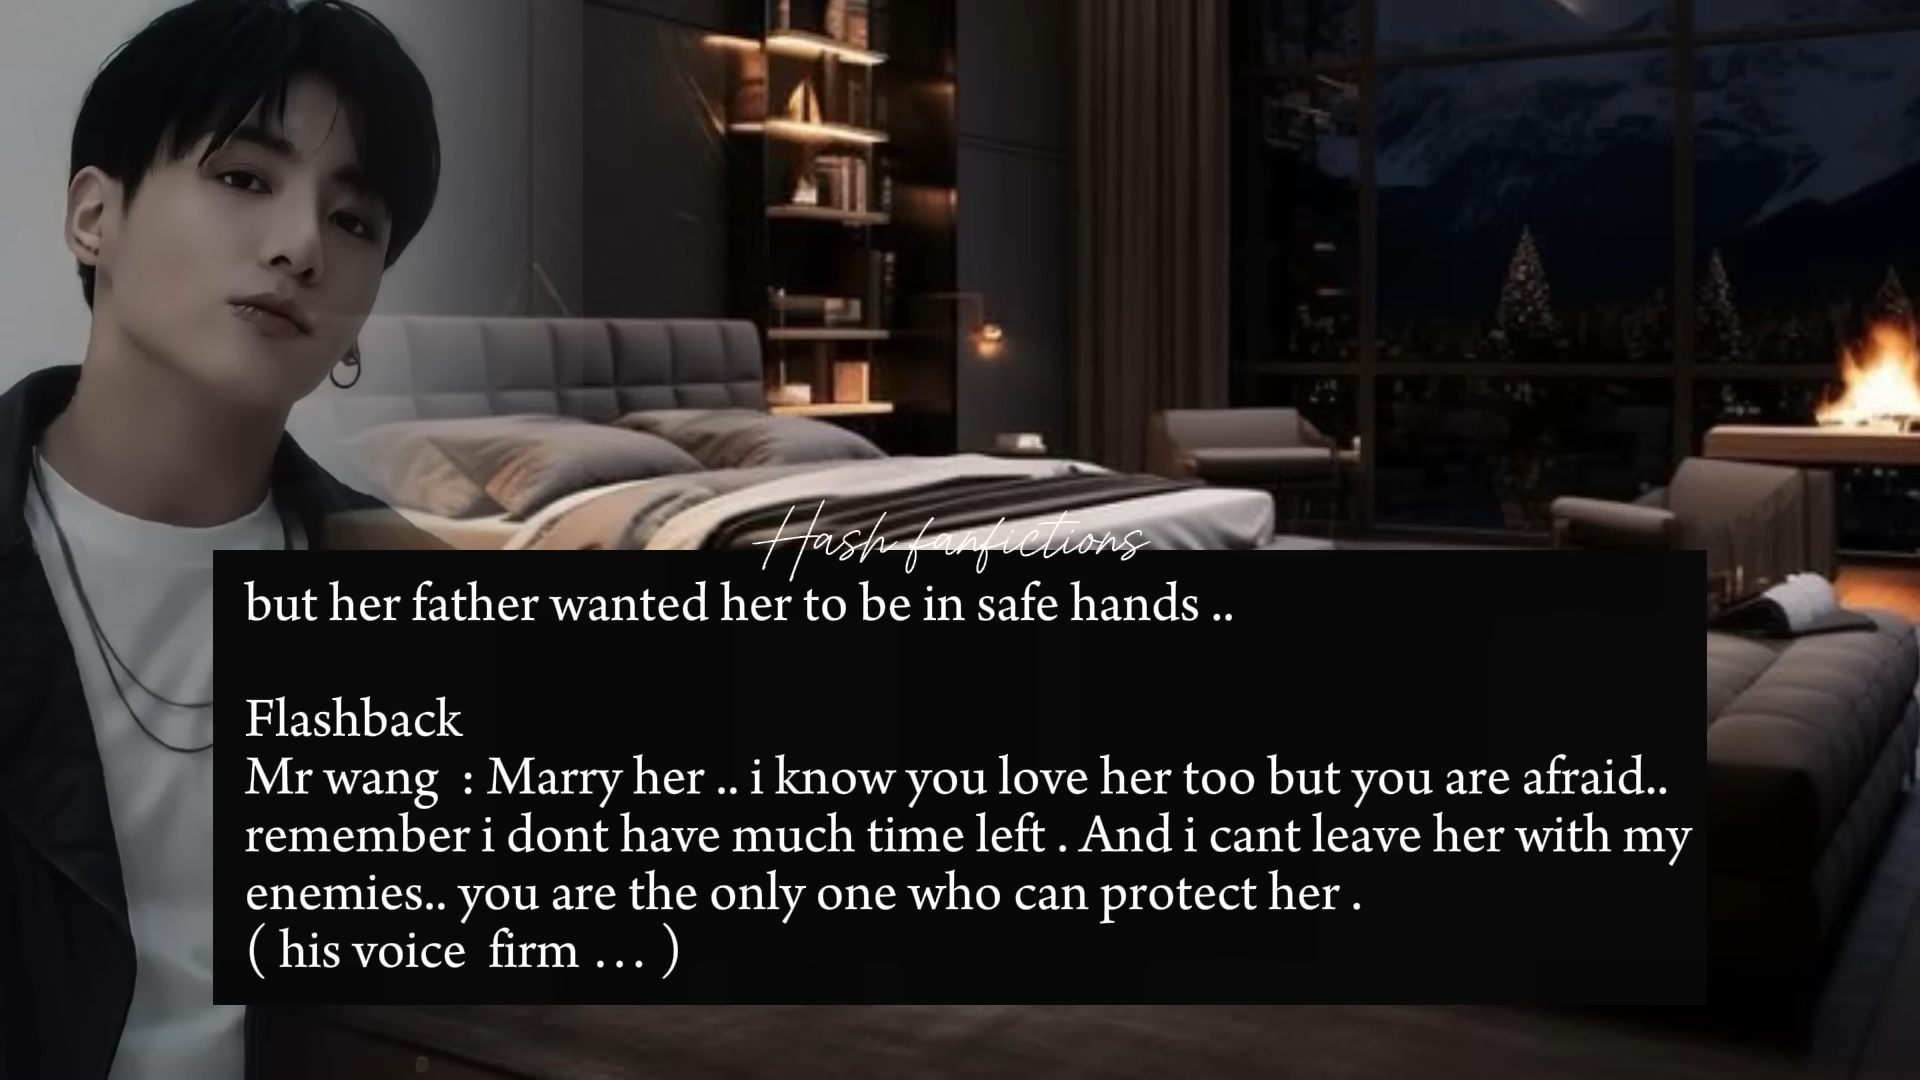 Hash fanfictions
but her father wanted her to be in safe hands ..
Flashback
Mr wang  : Marry her .. i know you love her too but you are afraid..
remember i dont have much time left . And i cant leave her with my
enemies.. you are the only one who can protect her .
( his voice  firm … )